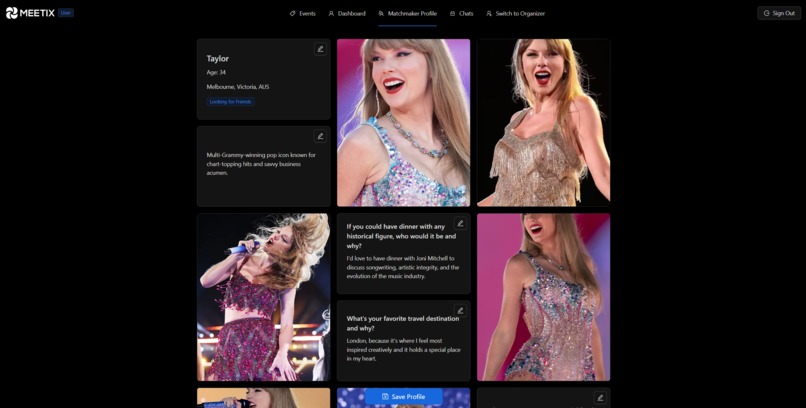 MEETIX
User
Events
Dashboard
Matchmaker Profile
Chats
Switch to Organizer
Sign Out
Taylor
Age: 34
Melbourne, Victoria, AUS
Looking for friends
Multi-Grammy-winning pop icon known for
chart-topping hits and savvy business
acumen.
If you could have dinner with any
historical figure, who would it be and
why?
I'd love to have dinner with Joni Mitchell to
discuss songwriting, artistic integrity, and the
evolution of the music industry.
What's your favorite travel destination
and why?
London, because it's where I feel most
inspired creatively and it holds a special place
in my heart.
Save Profile